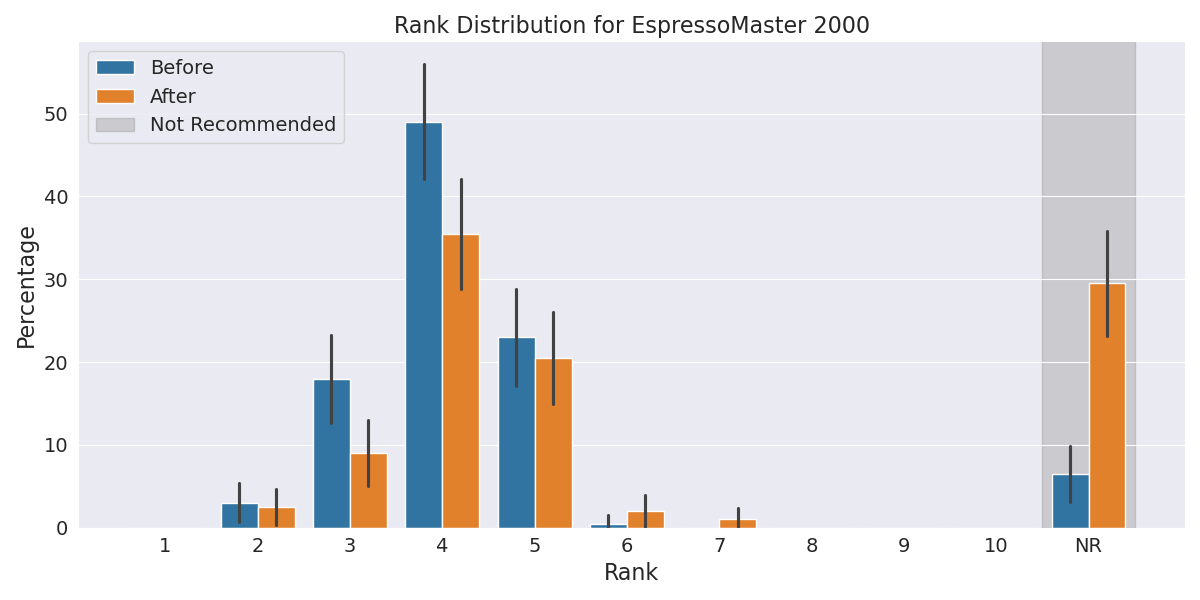 Rank Distribution for EspressoMaster 2000
Before
After
Not Recommended
Percentage
50
40
30
20
10
0
1 2 3 4 5 6 7 8 9 10 NR
Rank